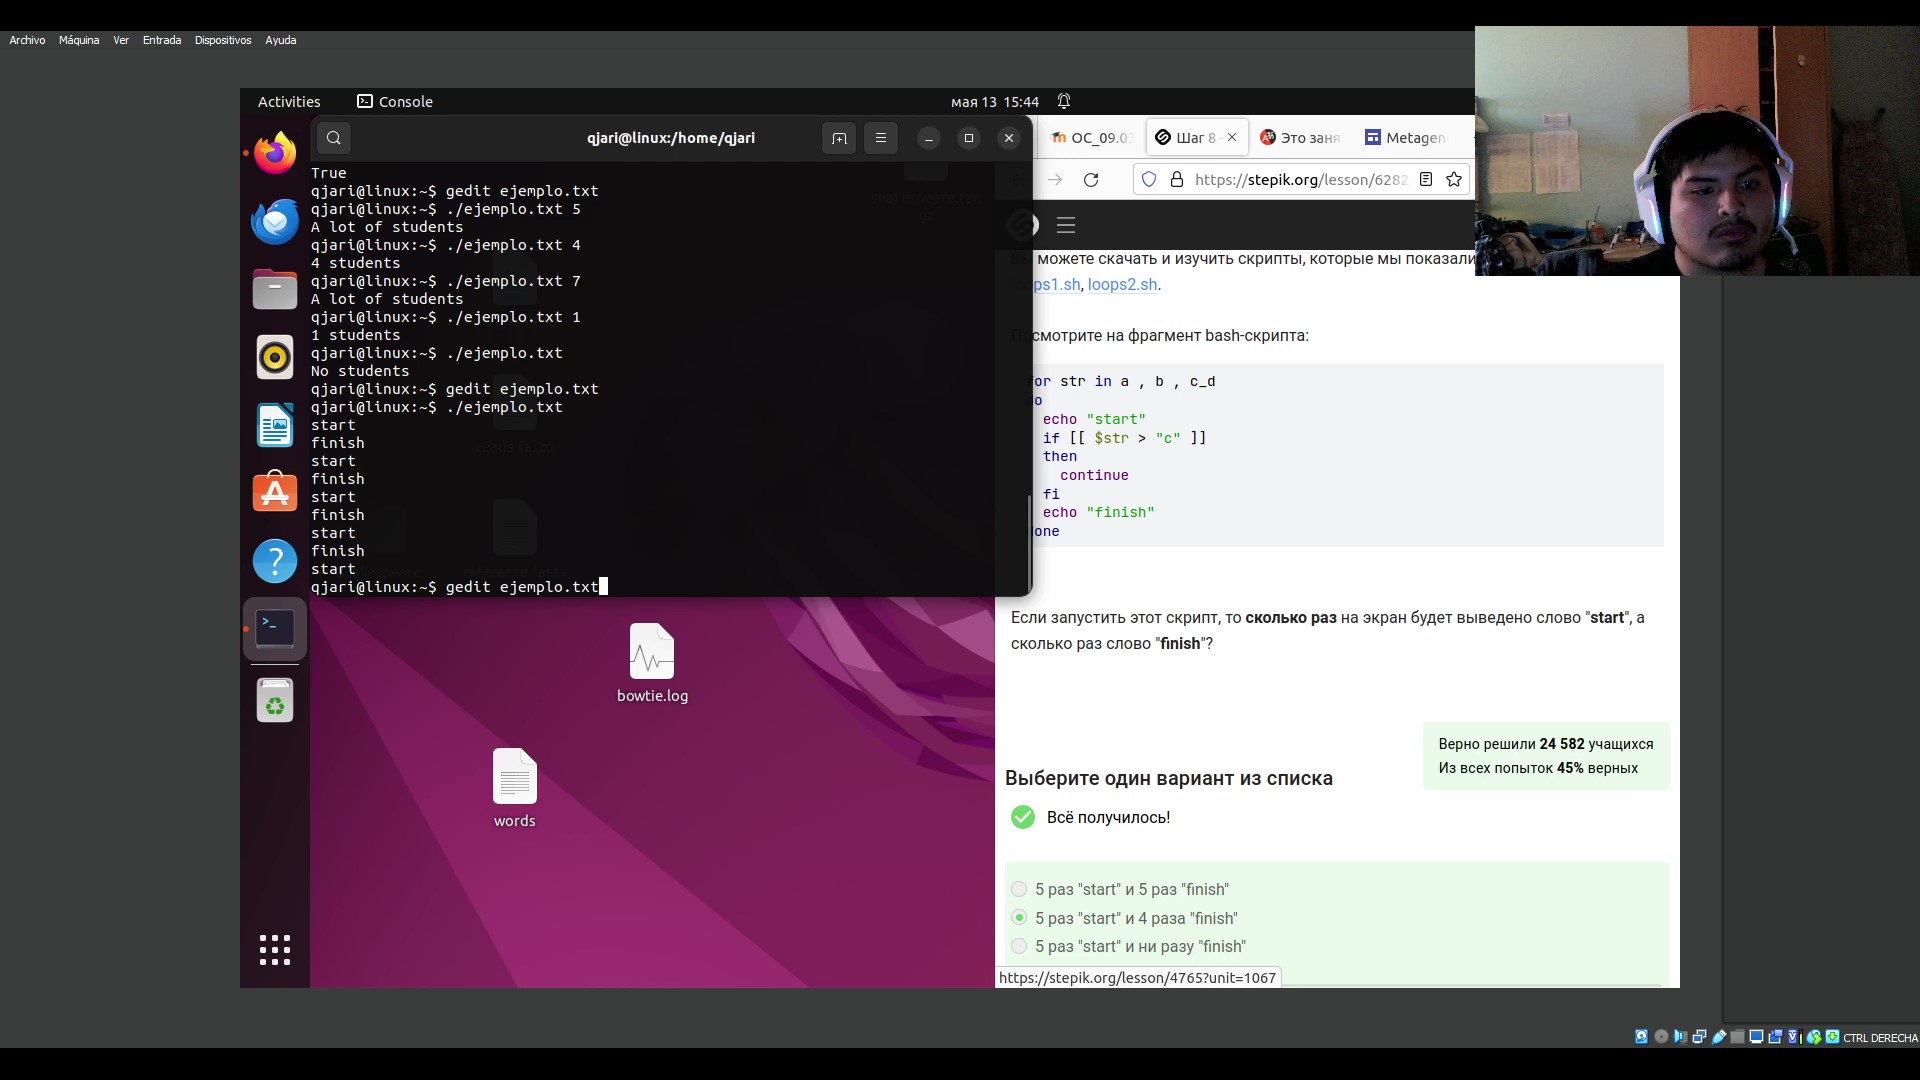 Archivo Máquina Ver Entrada Dispositivos Ayuda
Activities Console мая 13 15:44
qjari@linux:/home/qjari
True
qjari@linux:~$ gedit ejemplo.txt
qjari@linux:~$ ./ejemplo.txt 5
A lot of students
qjari@linux:~$ ./ejemplo.txt 4
4 students
qjari@linux:~$ ./ejemplo.txt 7
A lot of students
qjari@linux:~$ ./ejemplo.txt 1
1 students
qjari@linux:~$ ./ejemplo.txt
No students
qjari@linux:~$ gedit ejemplo.txt
qjari@linux:~$ ./ejemplo.txt
start
finish
start
finish
start
finish
start
finish
start
qjari@linux:~$ gedit ejemplo.txt
bowtie.log
words
ОС_09.0 Шаг 8 Это заня Metagen
https://stepik.org/lesson/6282
можете скачать и изучить скрипты, которые мы показали
ps1.sh, loops2.sh.
смотрите на фрагмент bash-скрипта:
or str in a , b , c_d
o
echo "start"
if [[ $str > "c" ]]
then
continue
fi
echo "finish"
one
Если запустить этот скрипт, то сколько раз на экран будет выведено слово "start", а
сколько раз слово "finish"?
Верно решили 24 582 учащихся
Из всех попыток 45% верных
Выберите один вариант из списка
Всё получилось!
5 раз "start" и 5 раз "finish"
5 раз "start" и 4 раза "finish"
5 раз "start" и ни разу "finish"
https://stepik.org/lesson/4765?unit=1067
CTRL DERECHA